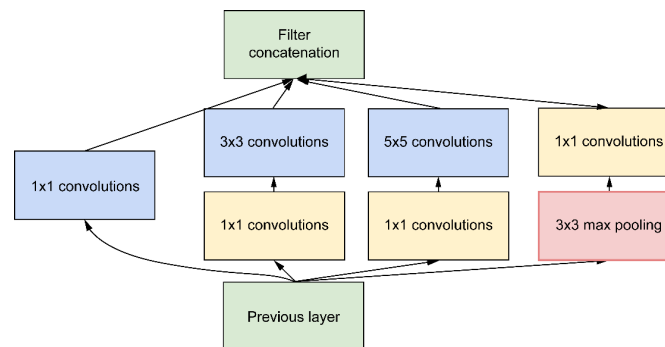 Filter
concatenation
3x3 convolutions
5x5 convolutions
1x1 convolutions
1x1 convolutions
1x1 convolutions
1x1 convolutions
3x3 max pooling
Previous layer